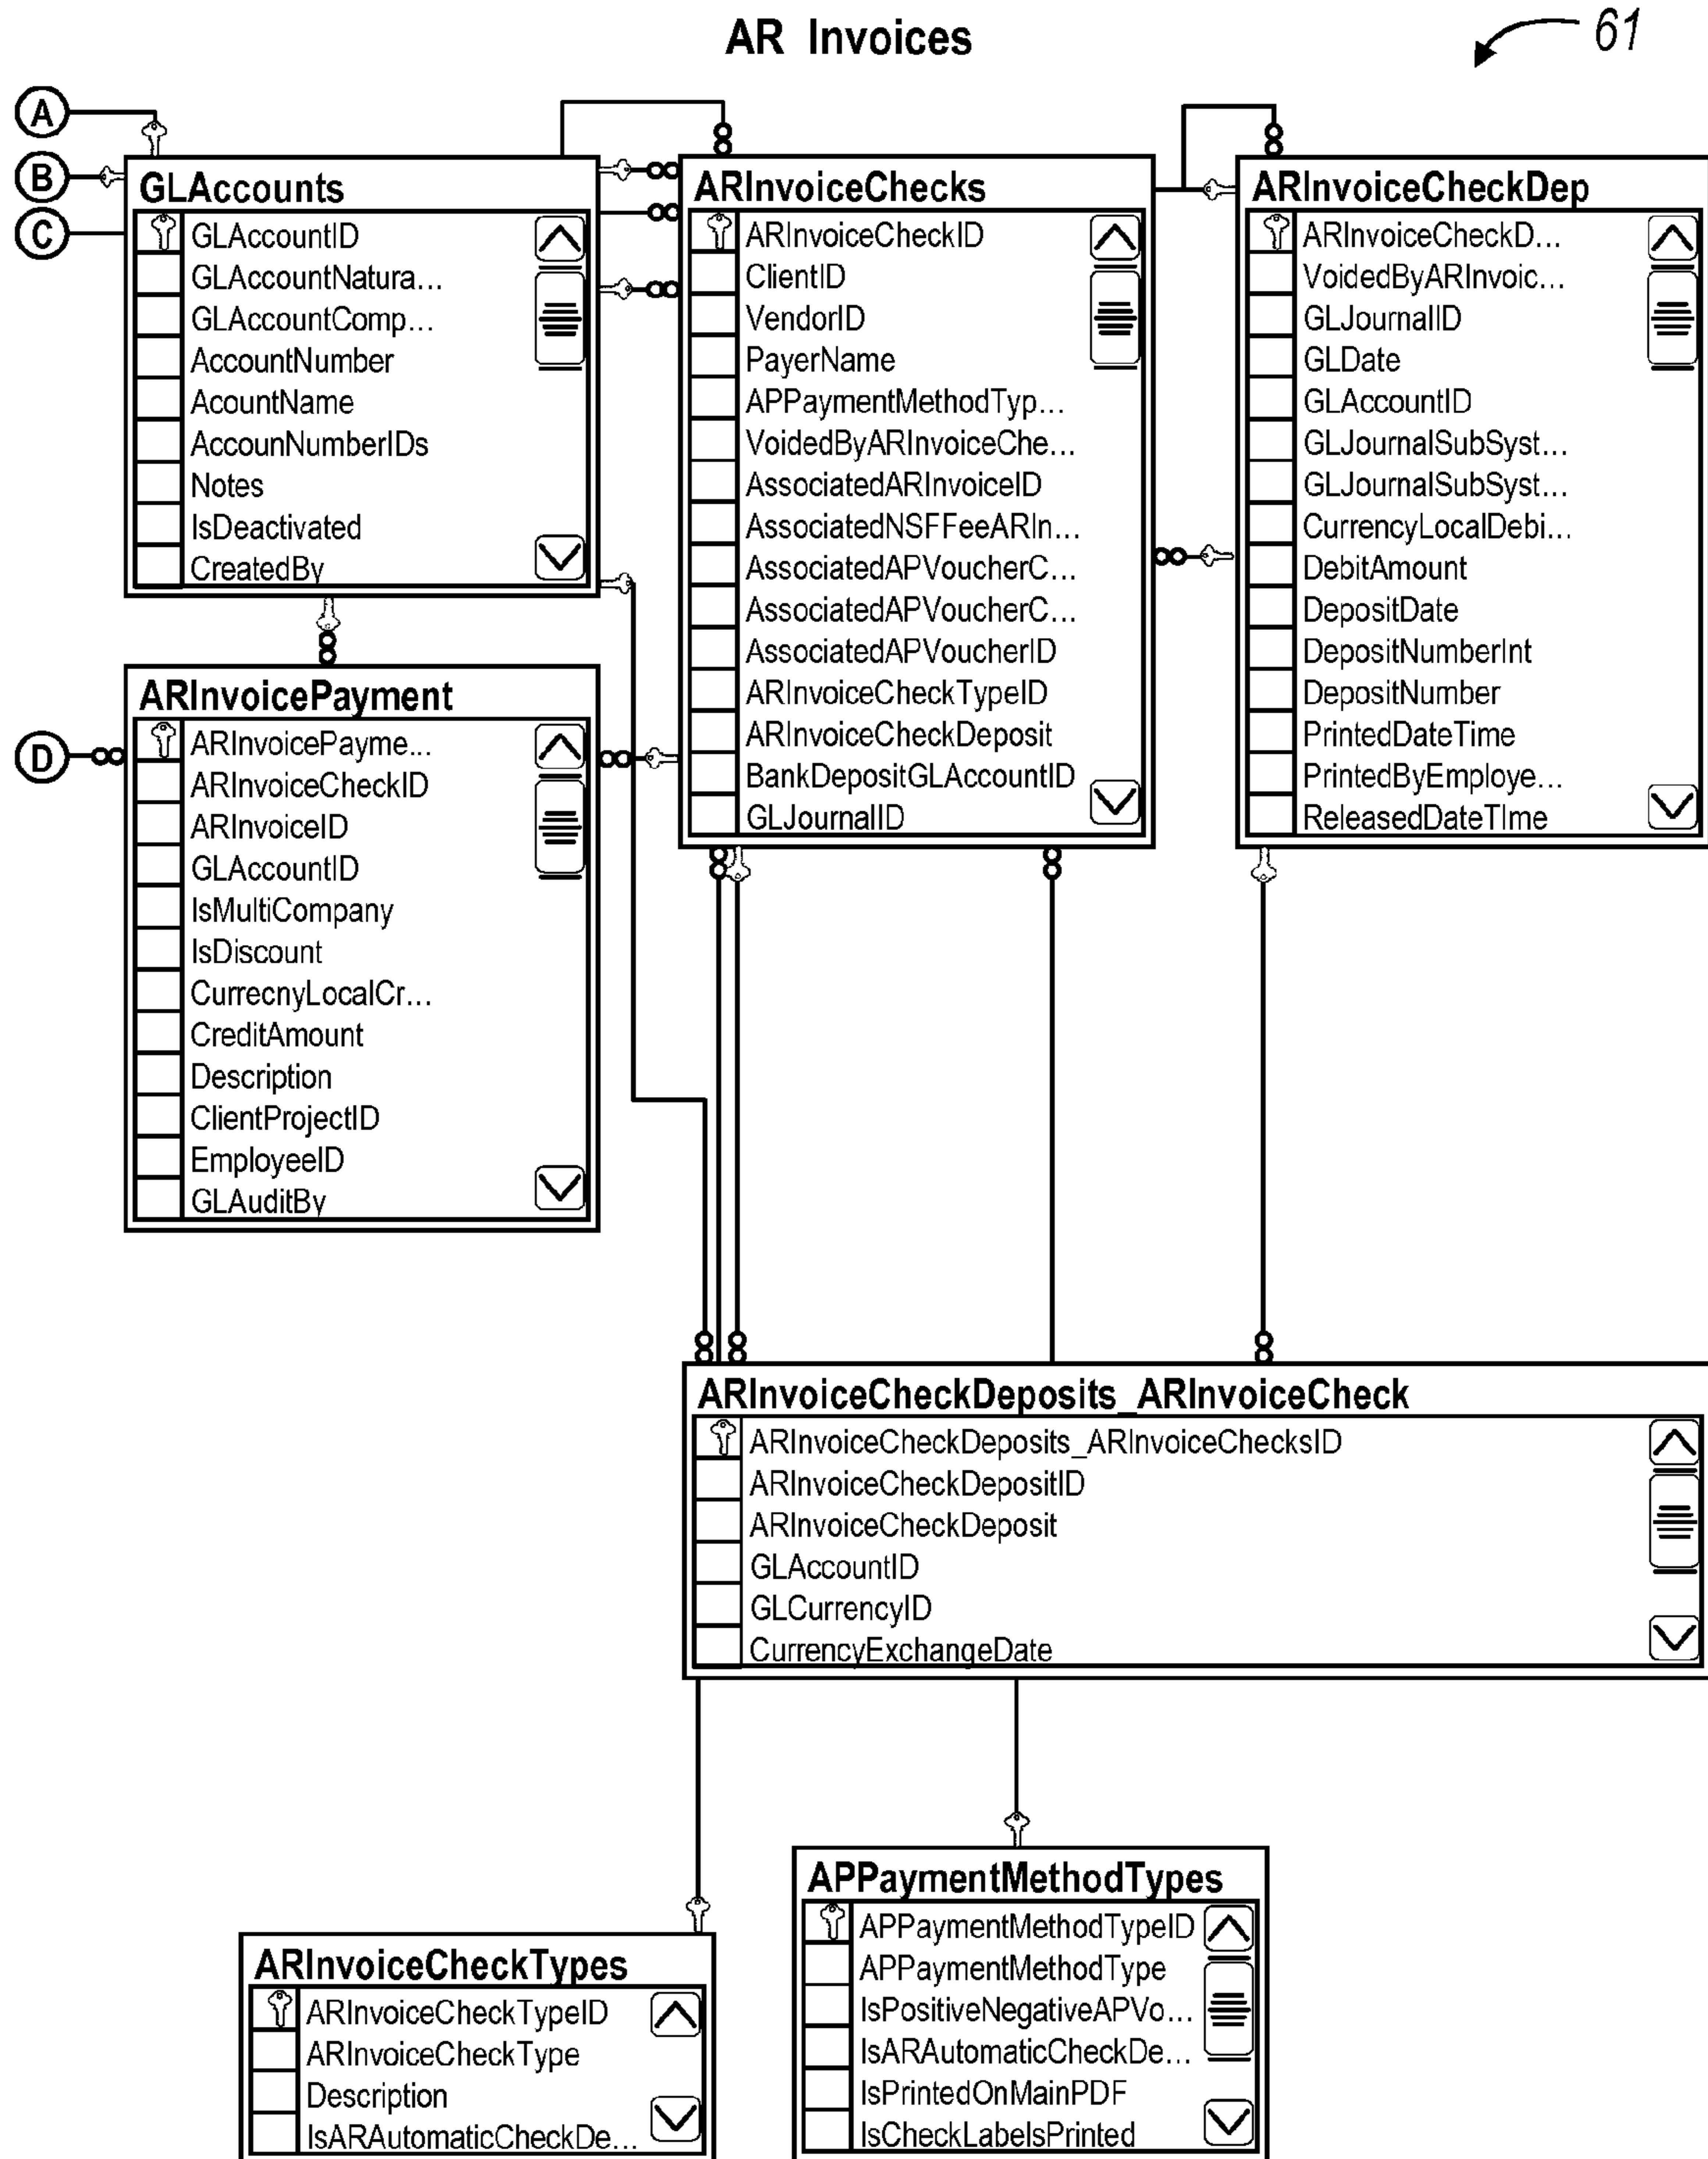 AR Invoices
61
A
B
C
GLAccounts
GLAccountID
GLAccountNatura...
GLAccountComp...
AccountNumber
AcountName
AccounNumberIDs
Notes
IsDeactivated
CreatedBy
ARInvoiceChecks
ARInvoiceCheckID
ClientID
VendorID
PayerName
APPaymentMethodTyp...
VoidedByARInvoiceChe...
AssociatedARInvoiceID
AssociatedNSFFeeARIn...
AssociatedAPVoucherC...
AssociatedAPVoucherC...
AssociatedAPVoucherID
ARInvoiceCheckTypeID
ARInvoiceCheckDeposit
BankDepositGLAccountID
GLJournalID
ARInvoiceCheckDep
ARInvoiceCheckD...
VoidedByARInvoic...
GLJournalID
GLDate
GLAccountID
GLJournalSubSyst...
GLJournalSubSyst...
CurrencyLocalDebi...
DebitAmount
DepositDate
DepositNumberInt
DepositNumber
PrintedDateTime
PrintedByEmploye...
ReleasedDateTIme
D
ARInvoicePayment
ARInvoicePayme...
ARInvoiceCheckID
ARInvoiceID
GLAccountID
IsMultiCompany
IsDiscount
CurrecnyLocalCr...
CreditAmount
Description
ClientProjectID
EmployeeID
GLAuditBy
ARInvoiceCheckDeposits_ARInvoiceCheck
ARInvoiceCheckDeposits_ARInvoiceChecksID
ARInvoiceCheckDepositID
ARInvoiceCheckDeposit
GLAccountID
GLCurrencyID
CurrencyExchangeDate
ARInvoiceCheckTypes
ARInvoiceCheckTypeID
ARInvoiceCheckType
Description
IsARAutomaticCheckDe...
APPaymentMethodTypes
APPaymentMethodTypeID
APPaymentMethodType
IsPositiveNegativeAPVo...
IsARAutomaticCheckDe...
IsPrintedOnMainPDF
IsCheckLabelsPrinted